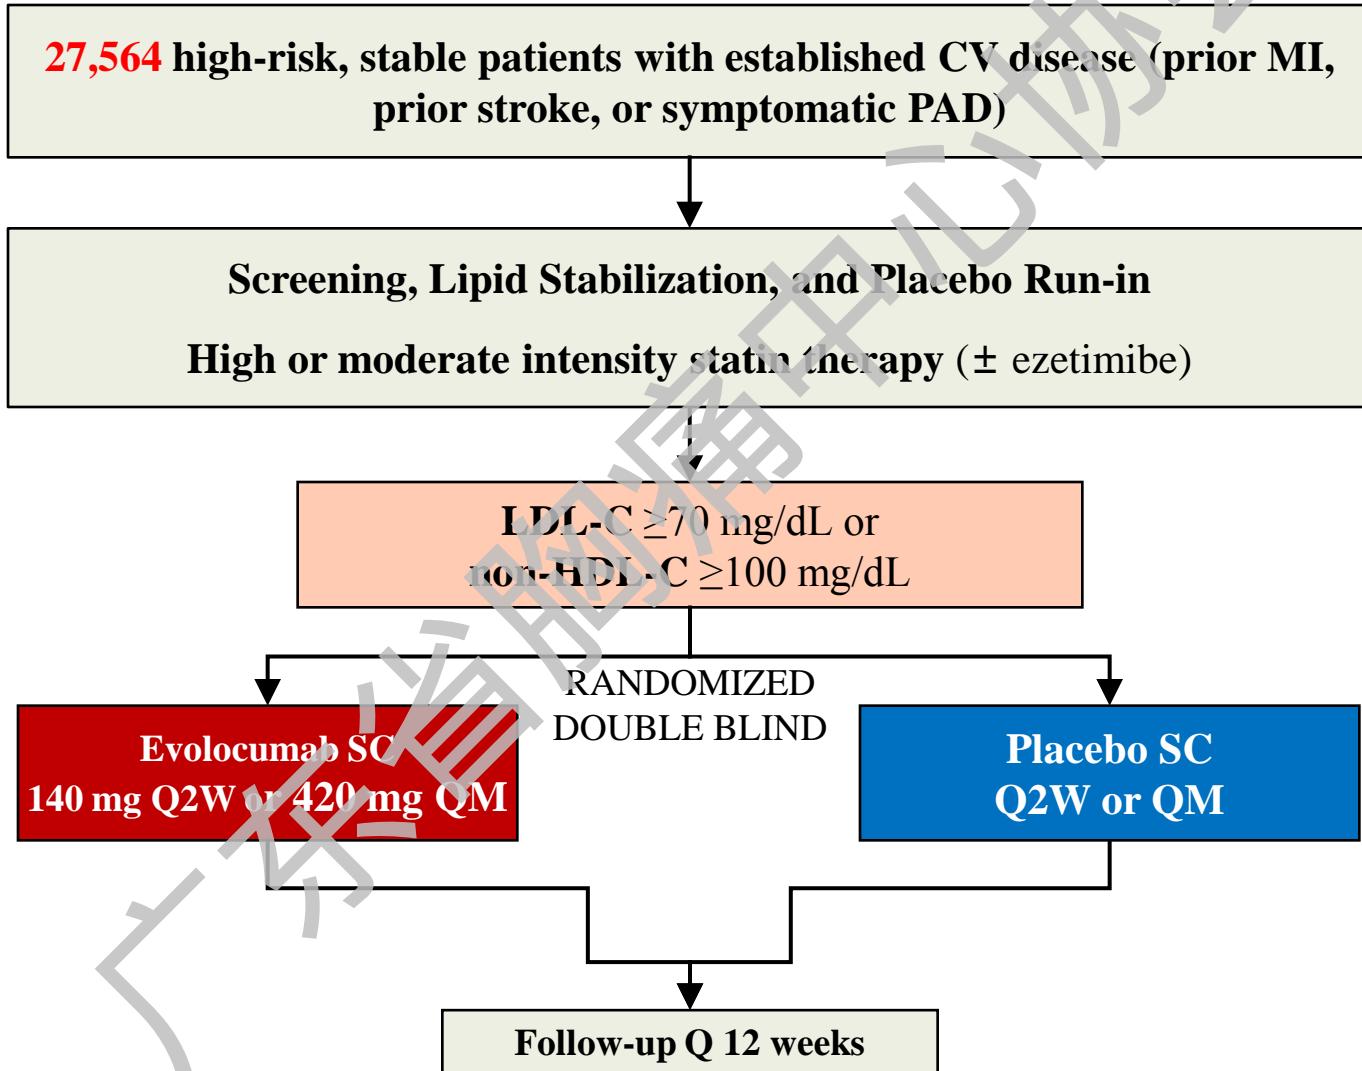 27,564 high-risk, stable patients with established CV disease (prior MI,
prior stroke, or symptomatic PAD)
Screening, Lipid Stabilization, and Placebo Run-in
High or moderate intensity statin therapy (± ezetimibe)
LDL-C ≥70 mg/dL or
non-HDL-C ≥100 mg/dL
RANDOMIZED
DOUBLE BLIND
Evolocumab SC
140 mg Q2W or 420 mg QM
Placebo SC
Q2W or QM
Follow-up Q 12 weeks
广东省胸痛中心协